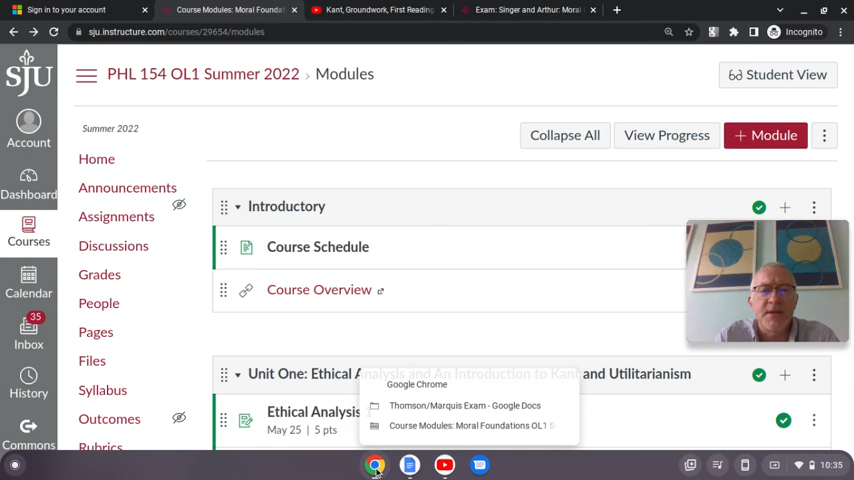 Sign in to your account
Course Modules: Moral Foundat
Kant, Groundwork, First Reading
Exam: Singer and Arthur: Moral
sju.instructure.com/courses/29654/modules
Incognito
SJU
PHL 154 OL1 Summer 2022 › Modules
Student View
Account
Summer 2022
Collapse All
View Progress
+ Module
Home
Dashboard
Announcements
Assignments
Introductory
Courses
Discussions
Course Schedule
Grades
Calendar
Course Overview
People
35
Inbox
Pages
Files
Unit One: Ethical Analysis and An Introduction to Kant and Utilitarianism
History
Google Chrome
Syllabus
Thomson/Marquis Exam - Google Docs
Ethical Analysis 1
Outcomes
Course Modules: Moral Foundations OL1 S
May 25 | 5 pts
Commons
Rubrics
10:35